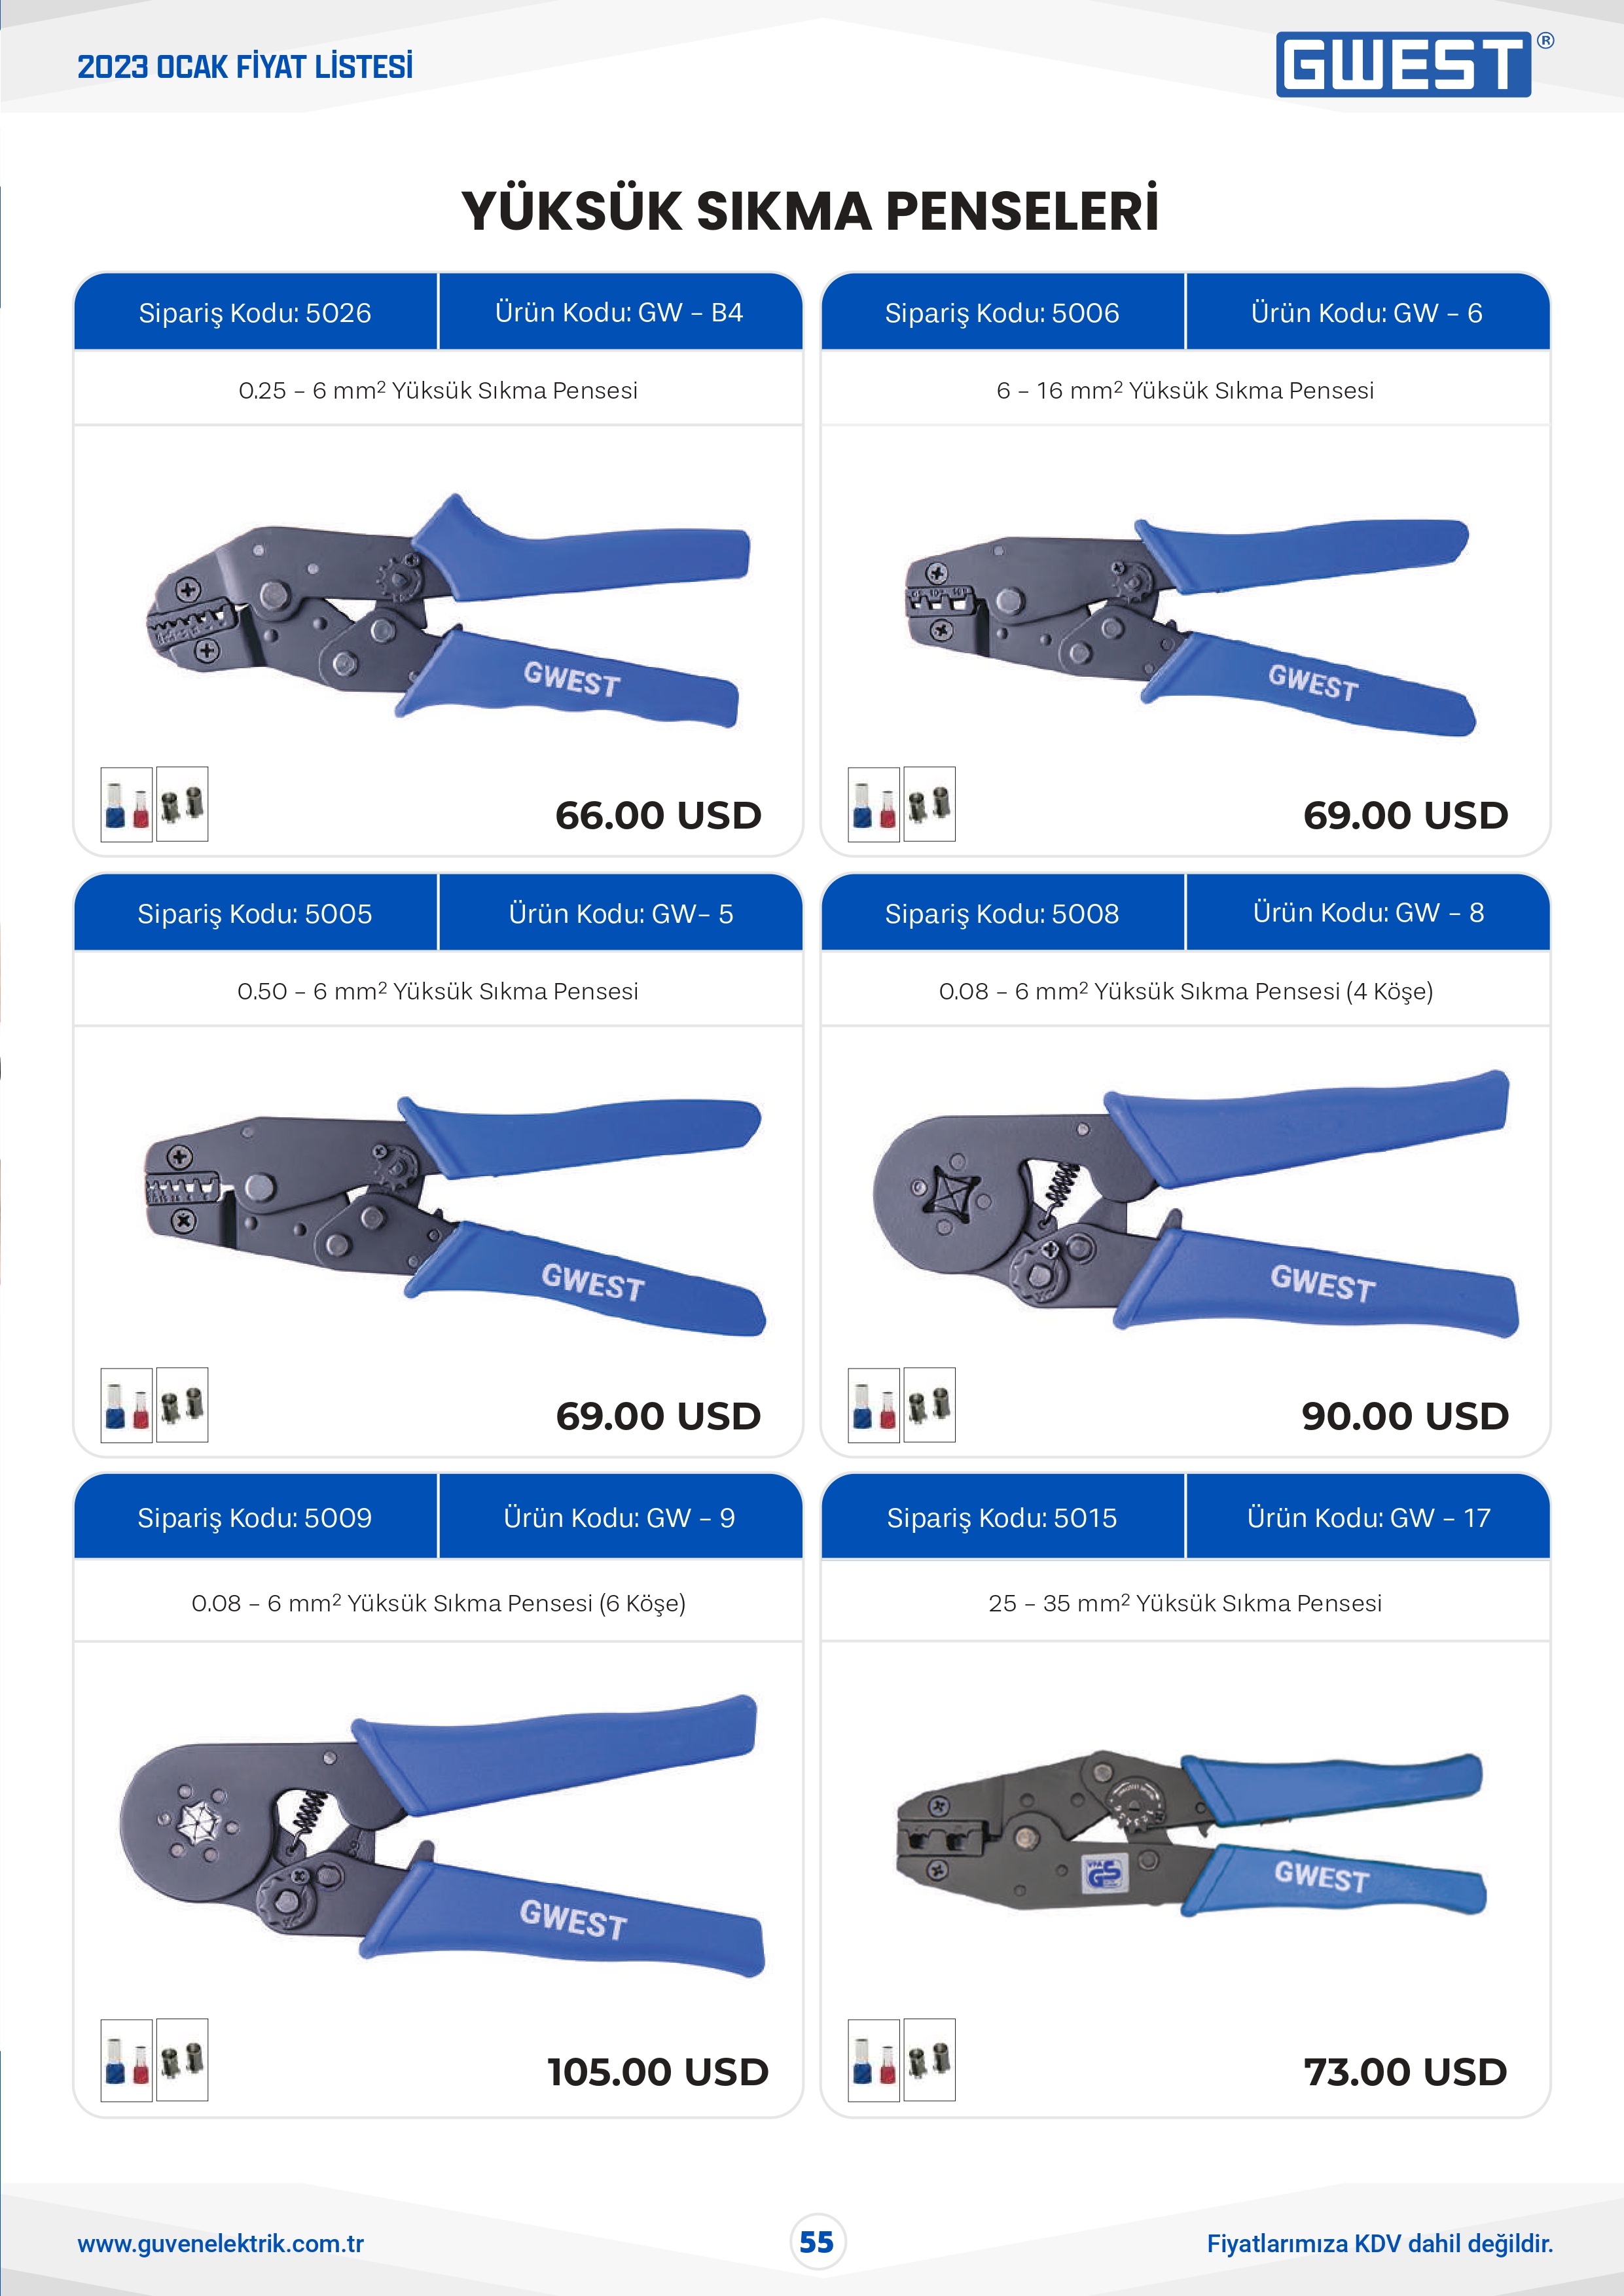 2023 OCAK FİYAT LİSTESİ
GWEST®
YÜKSÜK SIKMA PENSELERİ
Sipariş Kodu: 5026
Ürün Kodu: GW - B4
0.25 - 6 mm² Yüksük Sıkma Pensesi
GWEST
66.00 USD
Sipariş Kodu: 5006
Ürün Kodu: GW - 6
6 - 16 mm² Yüksük Sıkma Pensesi
GWEST
69.00 USD
Sipariş Kodu: 5005
Ürün Kodu: GW- 5
0.50 - 6 mm² Yüksük Sıkma Pensesi
GWEST
69.00 USD
Sipariş Kodu: 5008
Ürün Kodu: GW - 8
0.08 - 6 mm² Yüksük Sıkma Pensesi (4 Köşe)
GWEST
90.00 USD
Sipariş Kodu: 5009
Ürün Kodu: GW - 9
0.08 - 6 mm² Yüksük Sıkma Pensesi (6 Köşe)
GWEST
105.00 USD
Sipariş Kodu: 5015
Ürün Kodu: GW - 17
25 - 35 mm² Yüksük Sıkma Pensesi
GS
GWEST
73.00 USD
www.guvenelektrik.com.tr
55
Fiyatlarımıza KDV dahil değildir.